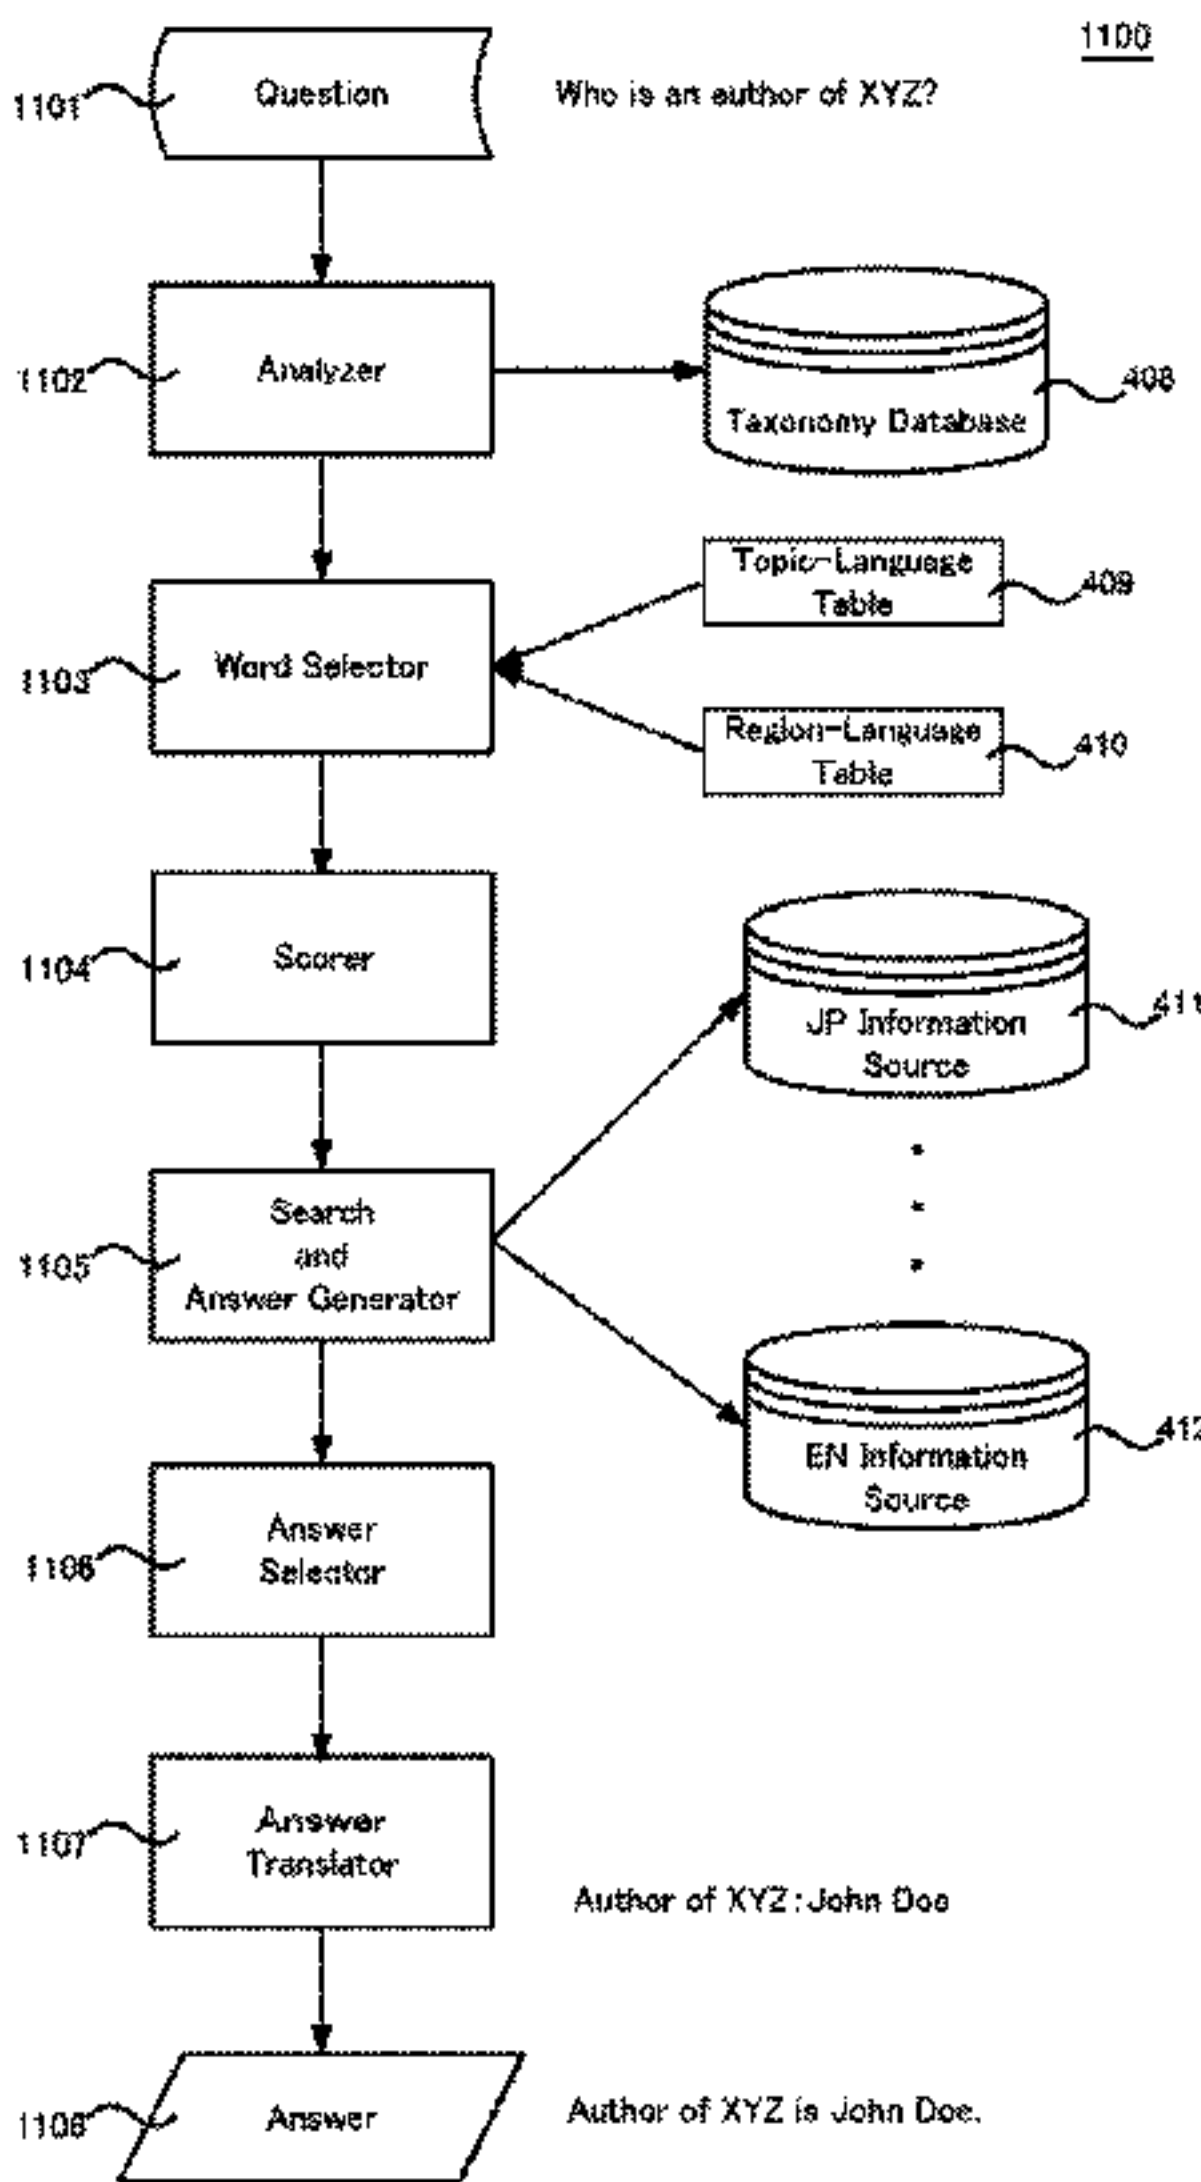 1100
1101
Question
Who is an author of XYZ?
1102
Analyzer
408
Taxonomy Database
Topic-Language
Table
409
1103
Word Selector
Region-Language
Table
410
1104
Scorer
JP Information
Source
411
1105
Search
and
Answer Generator
EN Information
Source
412
1106
Answer
Selector
1107
Answer
Translator
Author of XYZ:John Doe
1108
Answer
Author of XYZ is John Doe.